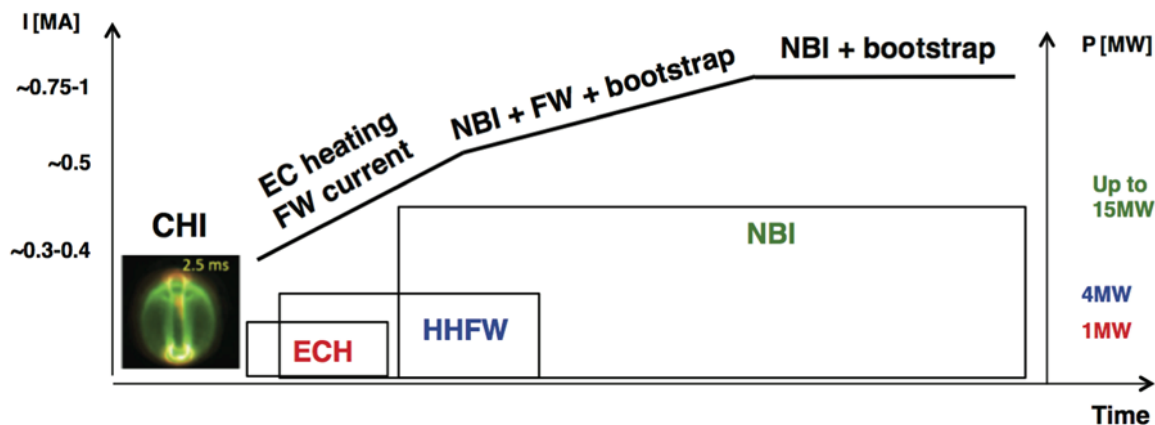 I [MA]
~0.75-1
~0.5
~0.3-0.4
CHI
2.5 ms
EC heating
FW current
NBI + FW + bootstrap
NBI + bootstrap
ECH
HHFW
NBI
P [MW]
Up to
15MW
4MW
1MW
Time